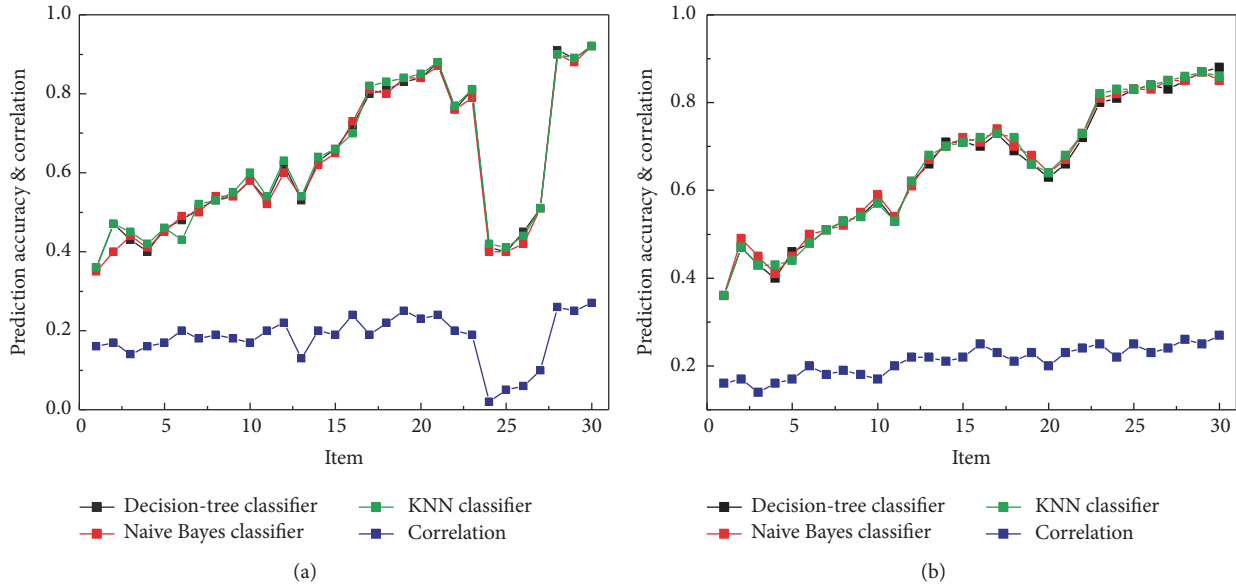 1.0
0.8
0.6
0.4
0.2
0.0
Prediction accuracy & correlation
0 5 10 15 20 25 30
Item
Decision-tree classifier
Naive Bayes classifier
KNN classifier
Correlation
(a)
1.0
0.8
0.6
0.4
0.2
Prediction accuracy & correlation
0 5 10 15 20 25 30
Item
Decision-tree classifier
Naive Bayes classifier
KNN classifier
Correlation
(b)